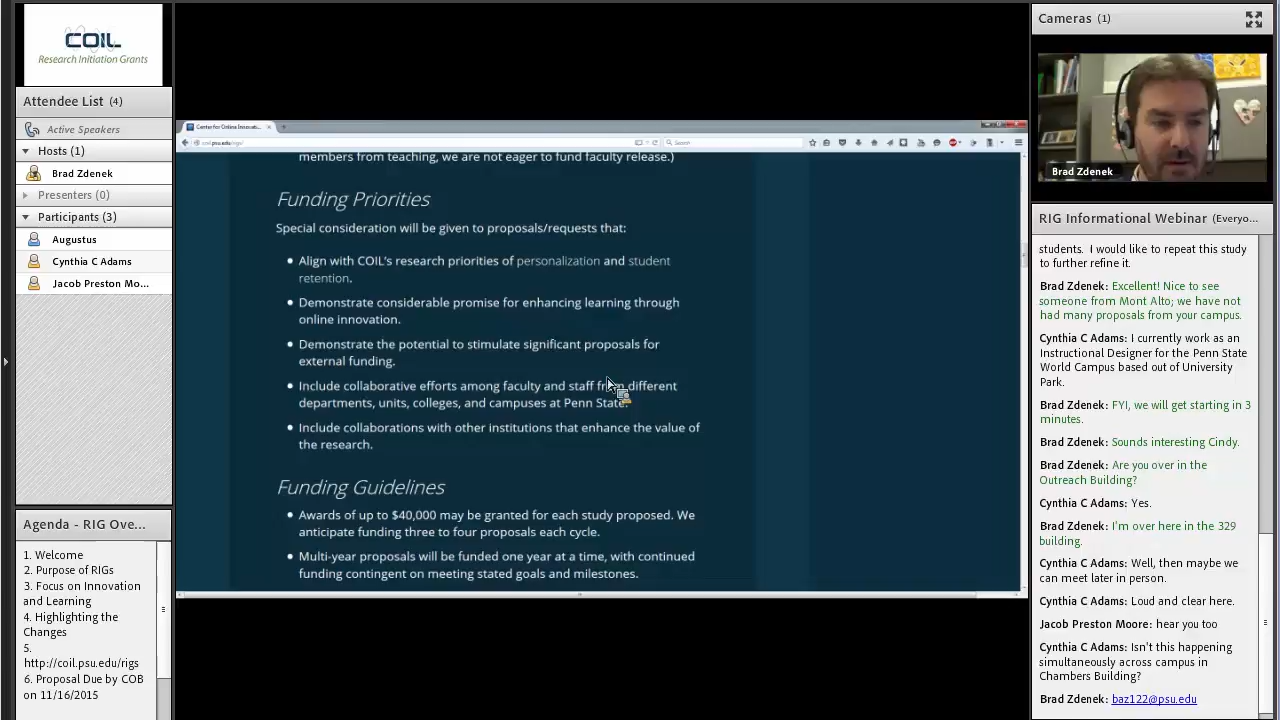 COIL
Research Initiation Grants
Attendee List (4)
Active Speakers
Hosts (1)
Brad Zdenek
Presenters (0)
Participants (3)
Augustus
Cynthia C Adams
Jacob Preston Mo...
Agenda - RIG Ove...
1. Welcome
2. Purpose of RIGs
3. Focus on Innovation
and Learning
4. Highlighting the
Changes
5.
http://coil.psu.edu/rigs
6. Proposal Due by COB
on 11/16/2015
Center for Online Innovati...
coil.psu.edu/rigs/
Search
members from teaching, we are not eager to fund faculty release.)
Funding Priorities
Special consideration will be given to proposals/requests that:
Align with COIL's research priorities of personalization and student
retention.
Demonstrate considerable promise for enhancing learning through
online innovation.
Demonstrate the potential to stimulate significant proposals for
external funding.
Include collaborative efforts among faculty and staff from different
departments, units, colleges, and campuses at Penn State.
Include collaborations with other institutions that enhance the value of
the research.
Funding Guidelines
Awards of up to $40,000 may be granted for each study proposed. We
anticipate funding three to four proposals each cycle.
Multi-year proposals will be funded one year at a time, with continued
funding contingent on meeting stated goals and milestones.
Cameras (1)
Brad Zdenek
RIG Informational Webinar (Everyo...
students. I would like to repeat this study
to further refine it.
Brad Zdenek: Excellent! Nice to see
someone from Mont Alto; we have not
had many proposals from your campus.
Cynthia C Adams: I currently work as an
Instructional Designer for the Penn State
World Campus based out of University
Park.
Brad Zdenek: FYI, we will get starting in 3
minutes.
Brad Zdenek: Sounds interesting Cindy.
Brad Zdenek: Are you over in the
Outreach Building?
Cynthia C Adams: Yes.
Brad Zdenek: I'm over here in the 329
building.
Cynthia C Adams: Well, then maybe we
can meet later in person.
Cynthia C Adams: Loud and clear here.
Jacob Preston Moore: hear you too
Cynthia C Adams: Isn't this happening
simultaneously across campus in
Chambers Building?
Brad Zdenek: baz122@psu.edu